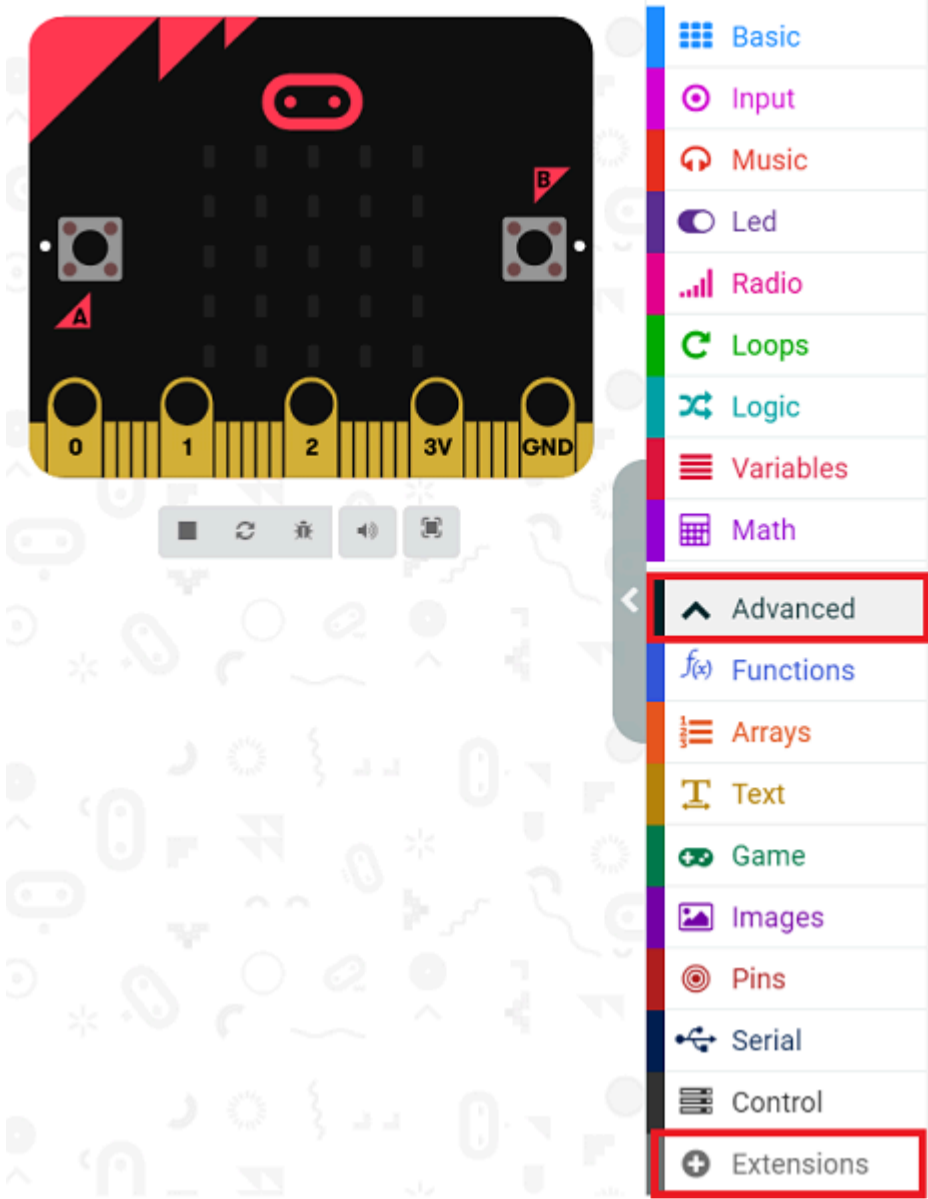 B
A
0 1 2 3V GND
Basic
Input
Music
Led
Radio
Loops
Logic
Variables
Math
Advanced
f(x) Functions
Arrays
Text
Game
Images
Pins
Serial
Control
Extensions